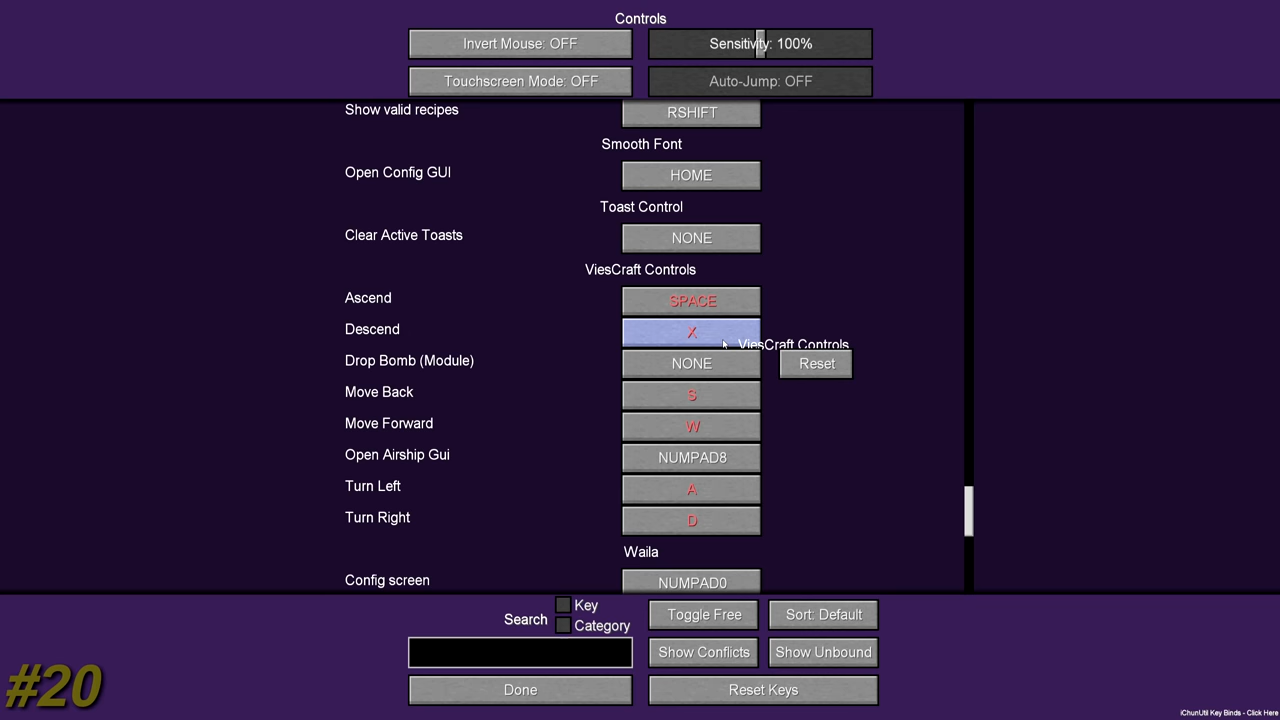 Controls
Invert Mouse: OFF
Sensitivity: 100%
Touchscreen Mode: OFF
Auto-Jump: OFF
Show valid recipes
RSHIFT
Smooth Font
Open Config GUI
HOME
Toast Control
Clear Active Toasts
NONE
ViesCraft Controls
Ascend
SPACE
Descend
X
ViesCraft Controls
Drop Bomb (Module)
NONE
Reset
Move Back
S
Move Forward
W
Open Airship Gui
NUMPAD8
Turn Left
A
Turn Right
D
Waila
Config screen
NUMPAD0
Search
Key
Category
Toggle Free
Sort: Default
Show Conflicts
Show Unbound
Done
Reset Keys
#20
iChunUtil Key Binds - Click Here